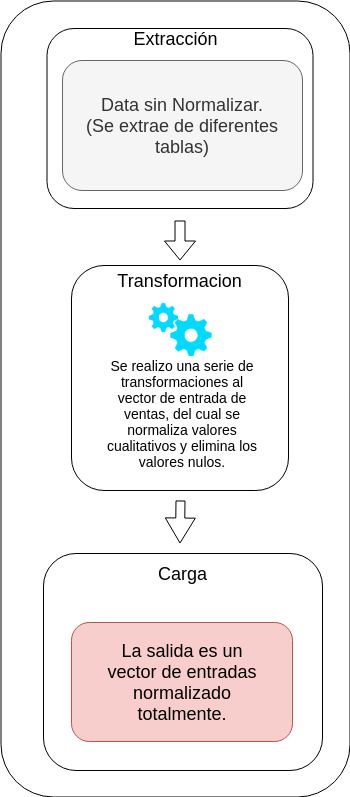 Extracción
Data sin Normalizar.
(Se extrae de diferentes
tablas)
Transformacion
Se realizo una serie de
transformaciones al
vector de entrada de
ventas, del cual se
normaliza valores
cualitativos y elimina los
valores nulos.
Carga
La salida es un
vector de entradas
normalizado
totalmente.